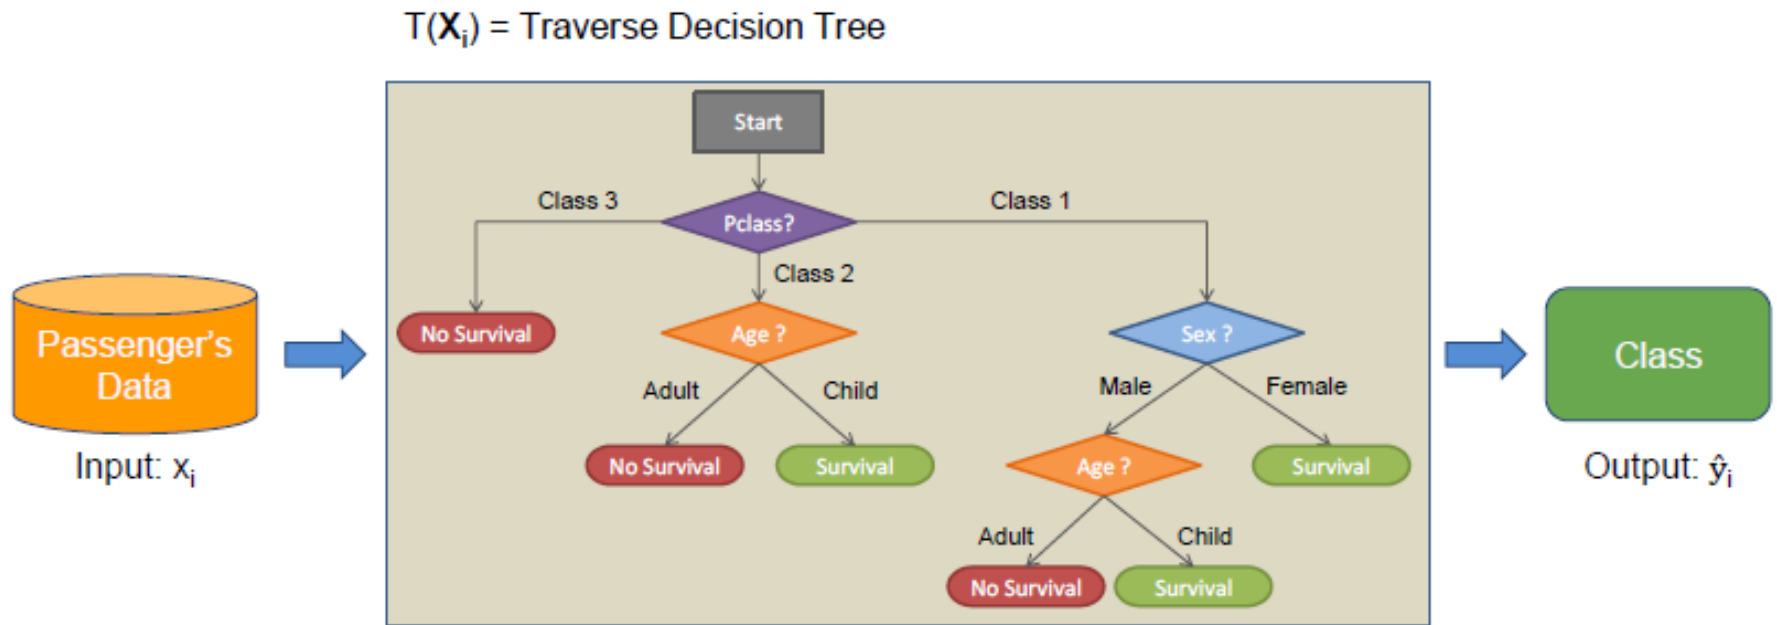 T(Xi) = Traverse Decision Tree
Start
Class 3
Pclass?
Class 1
Class 2
No Survival
Age ?
Sex ?
Passenger's
Data
Class
Adult
Child
Male
Female
No Survival
Survival
Age ?
Survival
Input: xi
Output: ŷi
Adult
Child
No Survival
Survival